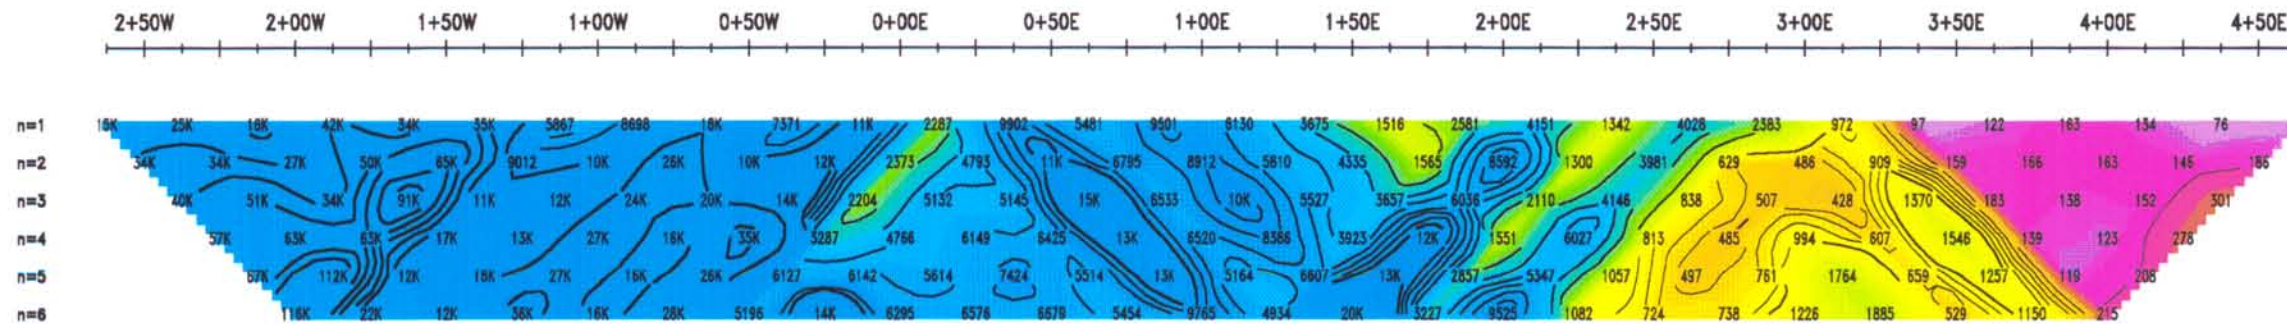 2+50W 2+00W 1+50W 1+00W 0+50W 0+00E 0+50E 1+00E 1+50E 2+00E 2+50E 3+00E 3+50E 4+00E 4+50E
n=1 25K 18K 42K 34K 35K 5867 8698 18K 7371 11K 2287 9902 5481 9501 8130 3675 1516 2581 4151 1342 4028 2383 972 97 122 163 154 76
n=2 34K 34K 27K 50K 65K 9012 10K 26K 10K 12K 2373 4793 11K 6795 8912 5810 4335 1565 8592 1300 3981 629 486 909 159 166 163 146 186
n=3 40K 51K 34K 91K 11K 12K 24K 20K 14K 2204 5132 5145 15K 6533 10K 5527 3657 6036 2110 4146 838 507 428 1370 183 138 152 301
n=4 57K 63K 63K 17K 13K 27K 16K 35K 3287 4766 6149 6425 13K 6520 8386 3923 12K 1551 6027 813 485 994 607 1546 139 123 278
n=5 67K 112K 12K 18K 27K 16K 26K 6127 6142 5614 7424 5514 13K 5164 6607 13K 2857 5347 1057 497 761 1764 659 1257 119 208
n=6 116K 22K 12K 36K 16K 28K 5196 14K 6295 6576 6679 5454 9765 4934 20K 3227 9525 1082 724 738 1226 1885 529 1150 215